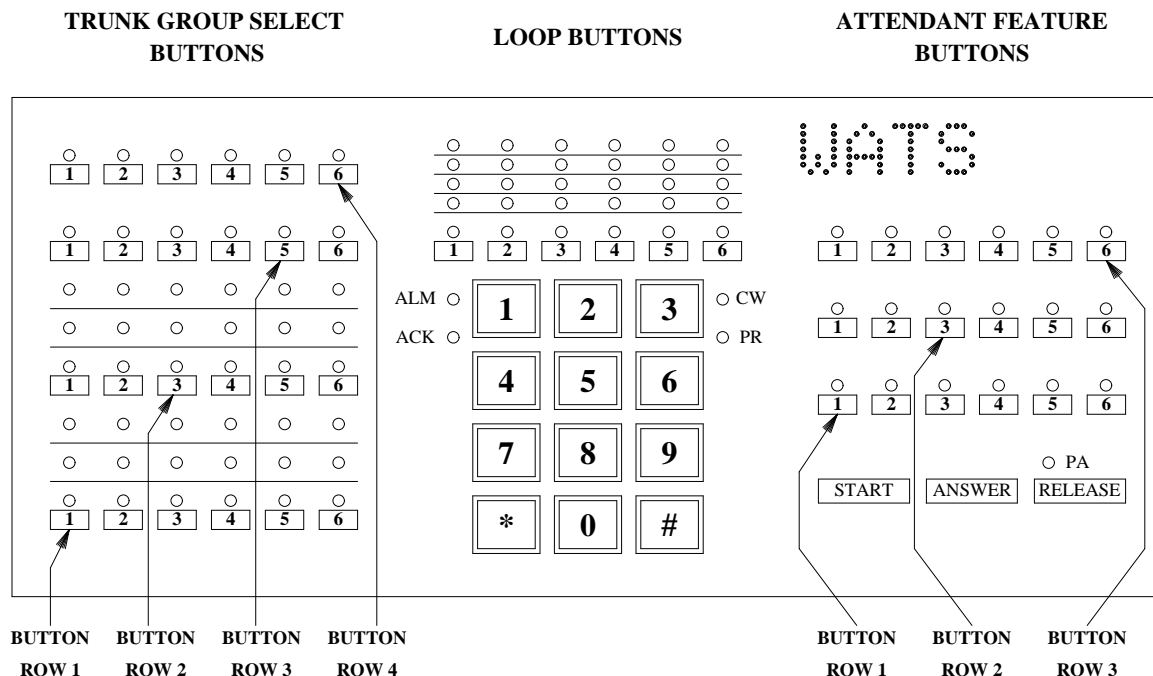 TRUNK GROUP SELECT
BUTTONS
LOOP BUTTONS
ATTENDANT FEATURE
BUTTONS
WATS
1 2 3 4 5 6
1 2 3 4 5 6
1 2 3 4 5 6
1 2 3 4 5 6
1 2 3 4 5 6
ALM
ACK
CW
PR
1 2 3
4 5 6
7 8 9
* 0 #
1 2 3 4 5 6
1 2 3 4 5 6
1 2 3 4 5 6
PA
START ANSWER RELEASE
BUTTON
ROW 1
BUTTON
ROW 2
BUTTON
ROW 3
BUTTON
ROW 4
BUTTON
ROW 1
BUTTON
ROW 2
BUTTON
ROW 3